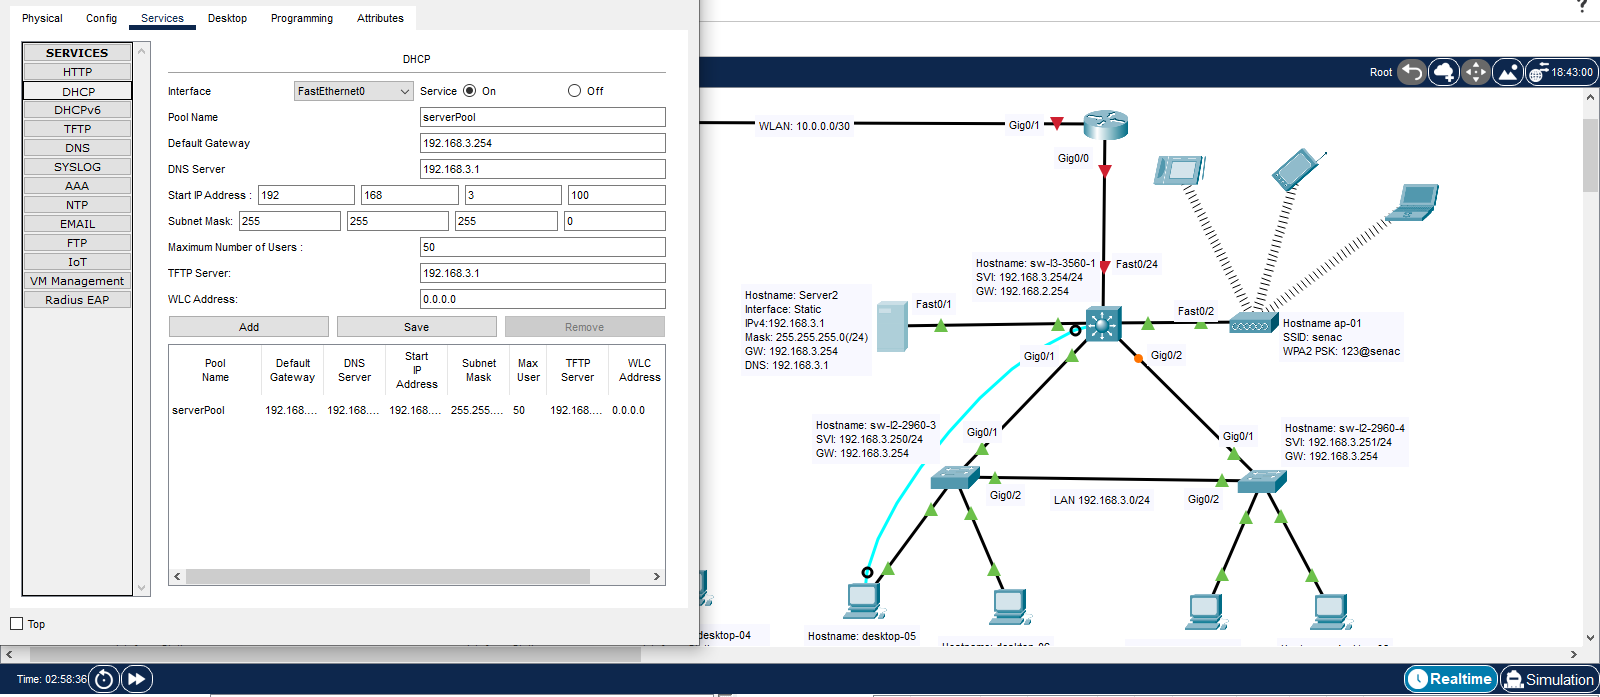 Physical Config Services Desktop Programming Attributes
SERVICES
HTTP
DHCP
DHCPv6
TFTP
DNS
SYSLOG
AAA
NTP
EMAIL
FTP
IoT
VM Management
Radius EAP
DHCP
Interface FastEthernet0 Service On Off
Pool Name serverPool
Default Gateway 192.168.3.254
DNS Server 192.168.3.1
Start IP Address : 192 168 3 100
Subnet Mask: 255 255 255 0
Maximum Number of Users : 50
TFTP Server: 192.168.3.1
WLC Address: 0.0.0.0
Add Save Remove
Pool Name Default Gateway DNS Server Start IP Address Subnet Mask Max User TFTP Server WLC Address
serverPool 192.168.... 192.168.... 192.168.... 255.255.... 50 192.168.... 0.0.0.0
Top
?
Root 18:43:00
WLAN: 10.0.0.0/30
Gig0/1
Gig0/0
Hostname: sw-l3-3560-1
SVI: 192.168.3.254/24
GW: 192.168.2.254
Fast0/24
Hostname: Server2
Interface: Static
IPv4:192.168.3.1
Mask: 255.255.255.0(/24)
GW: 192.168.3.254
DNS: 192.168.3.1
Fast0/1
Fast0/2
Hostname ap-01
SSID: senac
WPA2 PSK: 123@senac
Gig0/1
Gig0/2
Hostname: sw-l2-2960-3
SVI: 192.168.3.250/24
GW: 192.168.3.254
Gig0/1
Gig0/1
Hostname: sw-l2-2960-4
SVI: 192.168.3.251/24
GW: 192.168.3.254
Gig0/2
LAN 192.168.3.0/24
Gig0/2
desktop-04
Hostname: desktop-05
Time: 02:58:36
Realtime Simulation